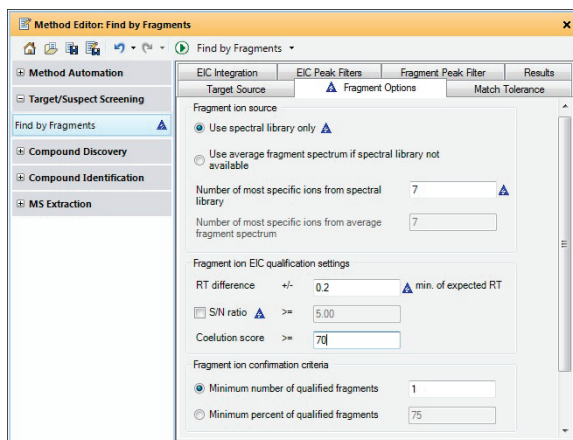 Method Editor: Find by Fragments
Find by Fragments
Method Automation
Target/Suspect Screening
Find by Fragments
Compound Discovery
Compound Identification
MS Extraction
EIC Integration EIC Peak Filters Fragment Peak Filter Results
Target Source Fragment Options Match Tolerance
Fragment ion source
Use spectral library only
Use average fragment spectrum if spectral library not
available
Number of most specific ions from spectral 7
library
Number of most specific ions from average 7
fragment spectrum
Fragment ion EIC qualification settings
RT difference +/- 0.2 min. of expected RT
S/N ratio >= 5.00
Coelution score >= 70
Fragment ion confirmation criteria
Minimum number of qualified fragments 1
Minimum percent of qualified fragments 75